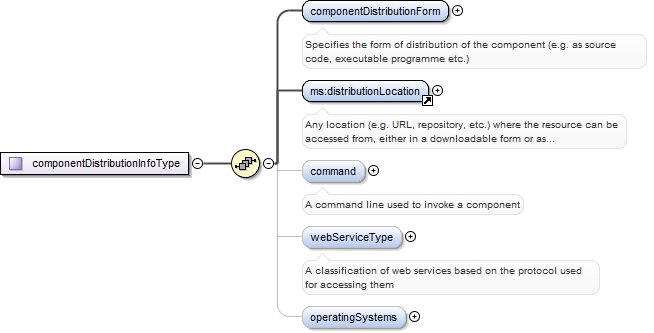 componentDistributionForm
Specifies the form of distribution of the component (e.g. as source
code, executable programme etc.)
ms:distributionLocation
Any location (e.g. URL, repository, etc.) where the resource can be
accessed from, either in a downloadable form or as...
componentDistributionInfoType
command
A command line used to invoke a component
webServiceType
A classification of web services based on the protocol used
for accessing them
operatingSystems